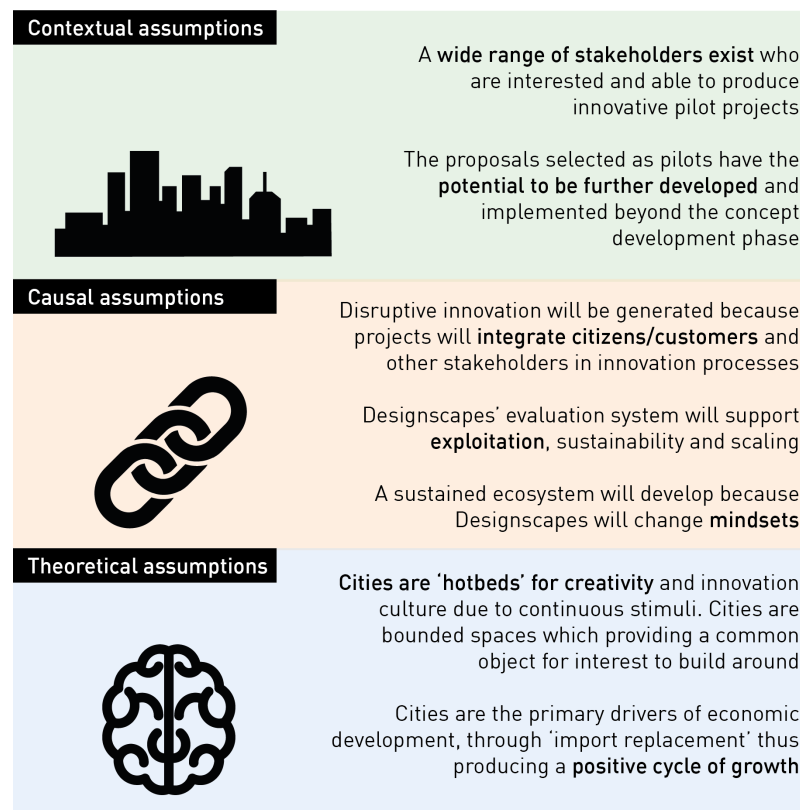 Contextual assumptions
A wide range of stakeholders exist who
are interested and able to produce
innovative pilot projects
The proposals selected as pilots have the
potential to be further developed and
implemented beyond the concept
development phase
Causal assumptions
Disruptive innovation will be generated because
projects will integrate citizens/customers and
other stakeholders in innovation processes
Designscapes’ evaluation system will support
exploitation, sustainability and scaling
A sustained ecosystem will develop because
Designscapes will change mindsets
Theoretical assumptions
Cities are ‘hotbeds’ for creativity and innovation
culture due to continuous stimuli. Cities are
bounded spaces which providing a common
object for interest to build around
Cities are the primary drivers of economic
development, through ‘import replacement’ thus
producing a positive cycle of growth